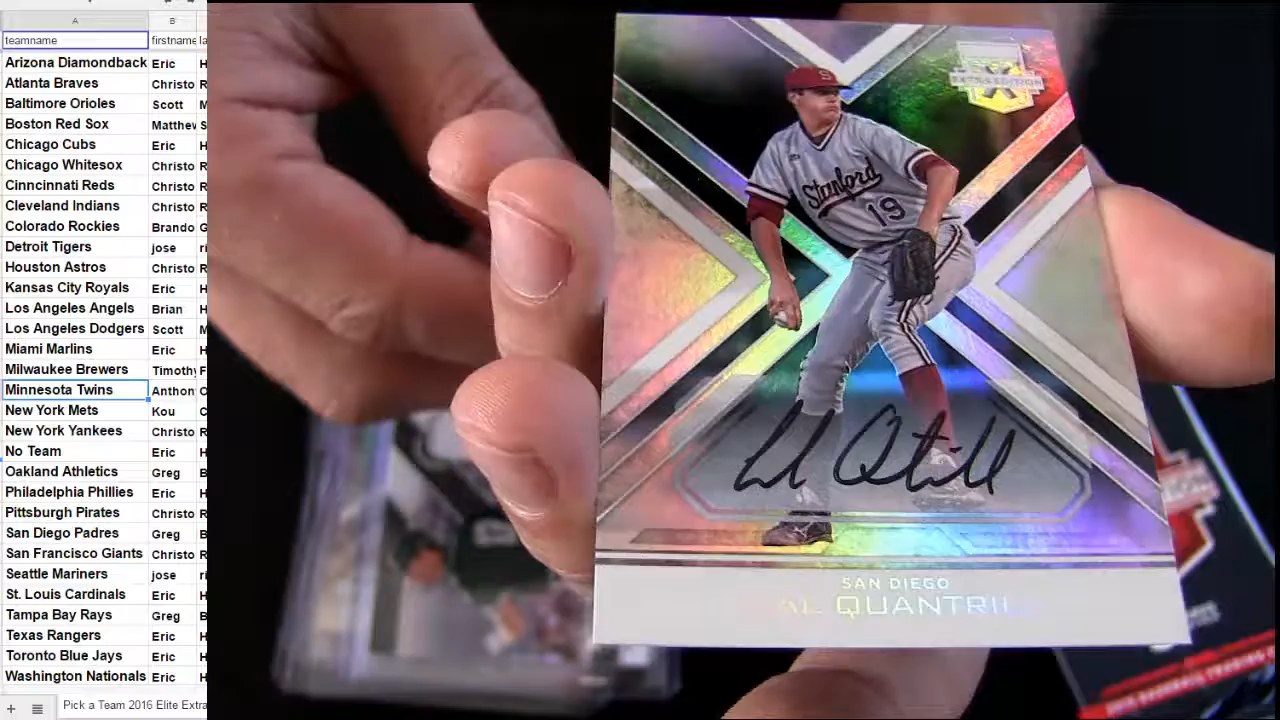 A
B
teamname
firstname
la
Arizona Diamondback
Eric
H
Atlanta Braves
Christo
R
Baltimore Orioles
Scott
M
Boston Red Sox
Matthew
S
Chicago Cubs
Eric
H
Chicago Whitesox
Christo
R
Cinncinnati Reds
Christo
R
Cleveland Indians
Christo
R
Colorado Rockies
Brando
G
Detroit Tigers
jose
ri
Houston Astros
Christo
R
Kansas City Royals
Eric
H
Los Angeles Angels
Brian
H
Los Angeles Dodgers
Scott
M
Miami Marlins
Eric
H
Milwaukee Brewers
Timothy
F
Minnesota Twins
Anthon
C
New York Mets
Kou
C
New York Yankees
Christo
R
No Team
Eric
H
Oakland Athletics
Greg
B
Philadelphia Phillies
Eric
H
Pittsburgh Pirates
Christo
R
San Diego Padres
Greg
B
San Francisco Giants
Christo
R
Seattle Mariners
jose
ri
St. Louis Cardinals
Eric
H
Tampa Bay Rays
Greg
B
Texas Rangers
Eric
H
Toronto Blue Jays
Eric
H
Washington Nationals
Eric
H
Pick a Team 2016 Elite Extra
EXTRA EDITION
S
Stanford
19
SAN DIEGO
AL QUANTRIL